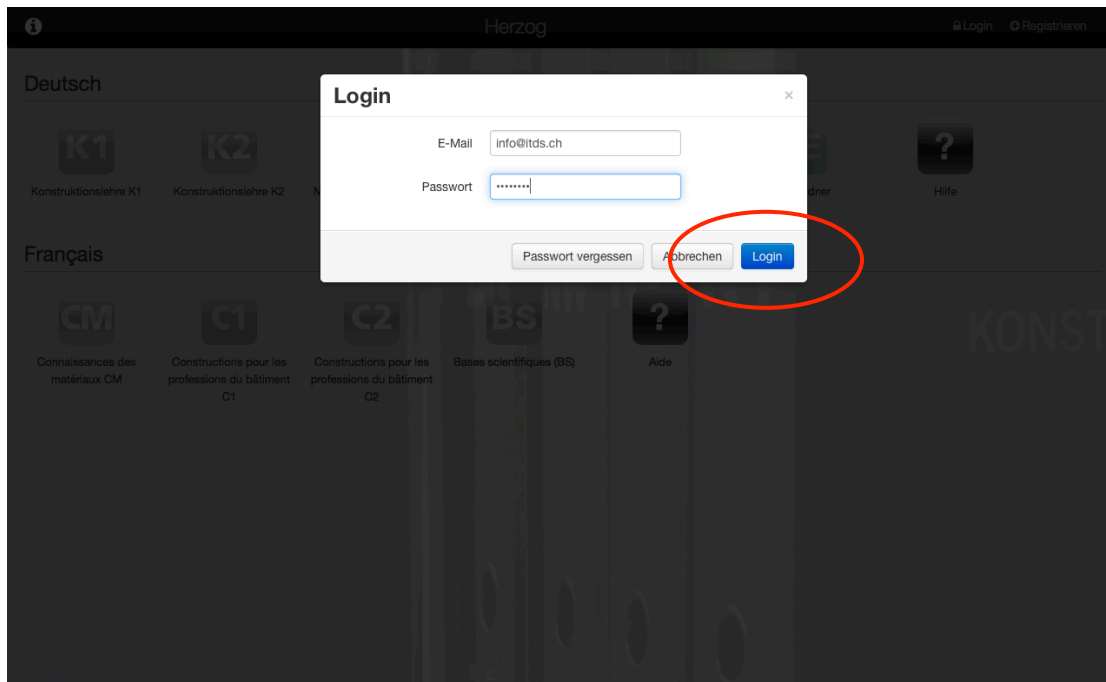 Herzog
Login
Registrieren
Deutsch
Login
×
E-Mail
info@itds.ch
Passwort
••••••••
Passwort vergessen
Abbrechen
Login
K1
K2
?
Konstruktionslehre K1
Konstruktionslehre K2
N
dner
Hilfe
Français
CM
C1
C2
BS
?
KONST
Connaissances des
matériaux CM
Constructions pour les
professions du bâtiment
C1
Constructions pour les
professions du bâtiment
C2
Bases scientifiques (BS)
Aide